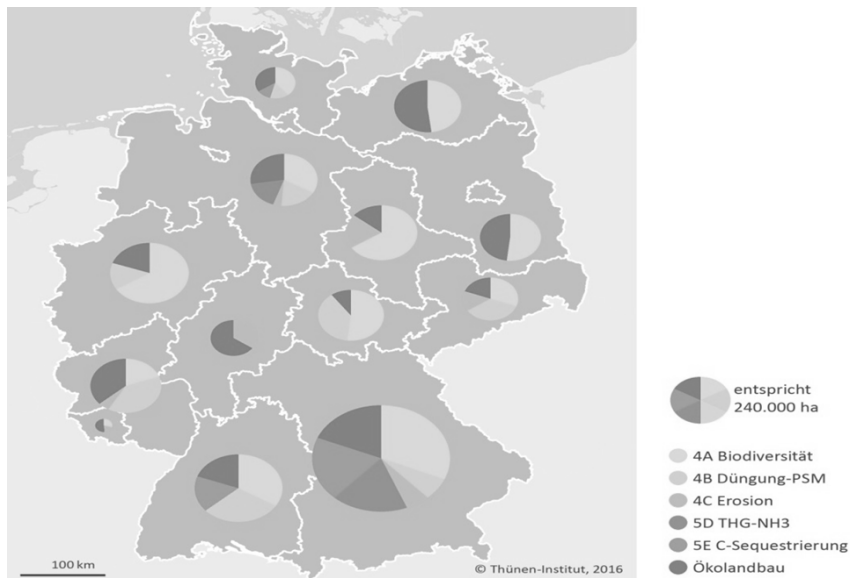 entspricht
240.000 ha
4A Biodiversität
4B Düngung-PSM
4C Erosion
5D THG-NH3
5E C-Sequestrierung
Ökolandbau
100 km
© Thünen-Institut, 2016